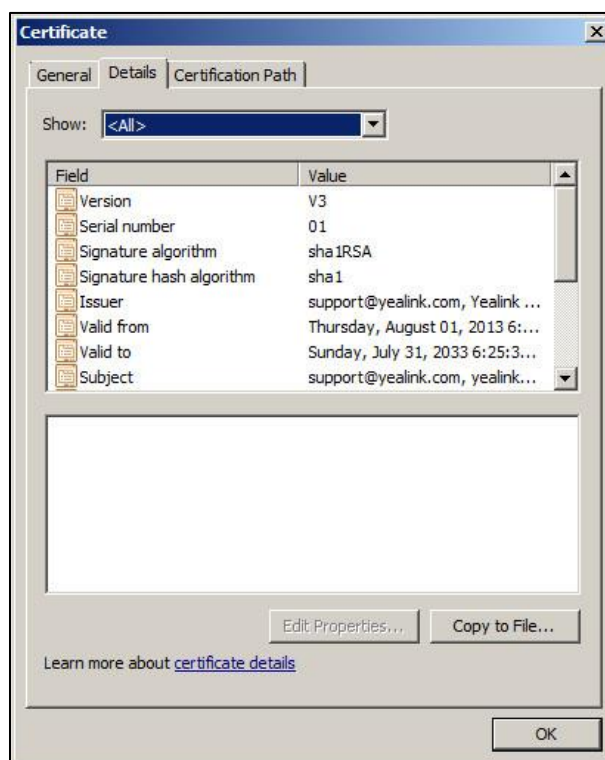 Certificate
General Details Certification Path
Show: <All>
Field Value
Version V3
Serial number 01
Signature algorithm sha1RSA
Signature hash algorithm sha1
Issuer support@yealink.com, Yealink ...
Valid from Thursday, August 01, 2013 6:...
Valid to Sunday, July 31, 2033 6:25:3...
Subject support@yealink.com, yealink...
Edit Properties... Copy to File...
Learn more about certificate details
OK